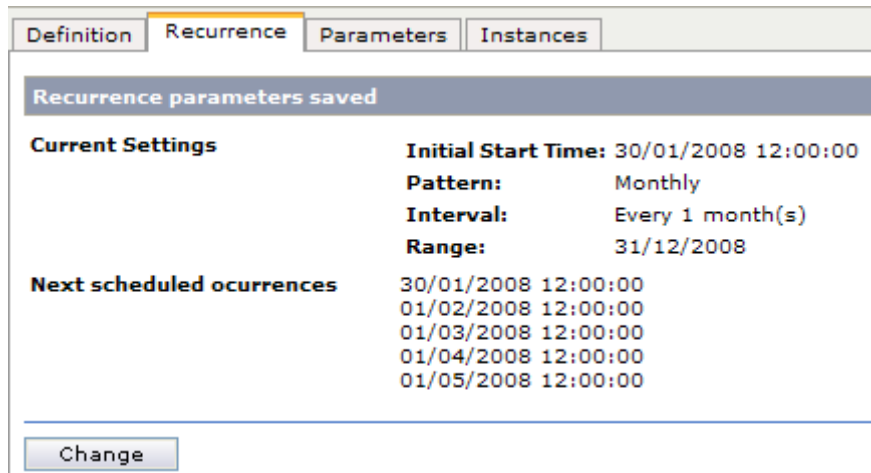 Definition Recurrence Parameters Instances
Recurrence parameters saved
Current Settings
Initial Start Time: 30/01/2008 12:00:00
Pattern: Monthly
Interval: Every 1 month(s)
Range: 31/12/2008
Next scheduled ocurrences
30/01/2008 12:00:00
01/02/2008 12:00:00
01/03/2008 12:00:00
01/04/2008 12:00:00
01/05/2008 12:00:00
Change